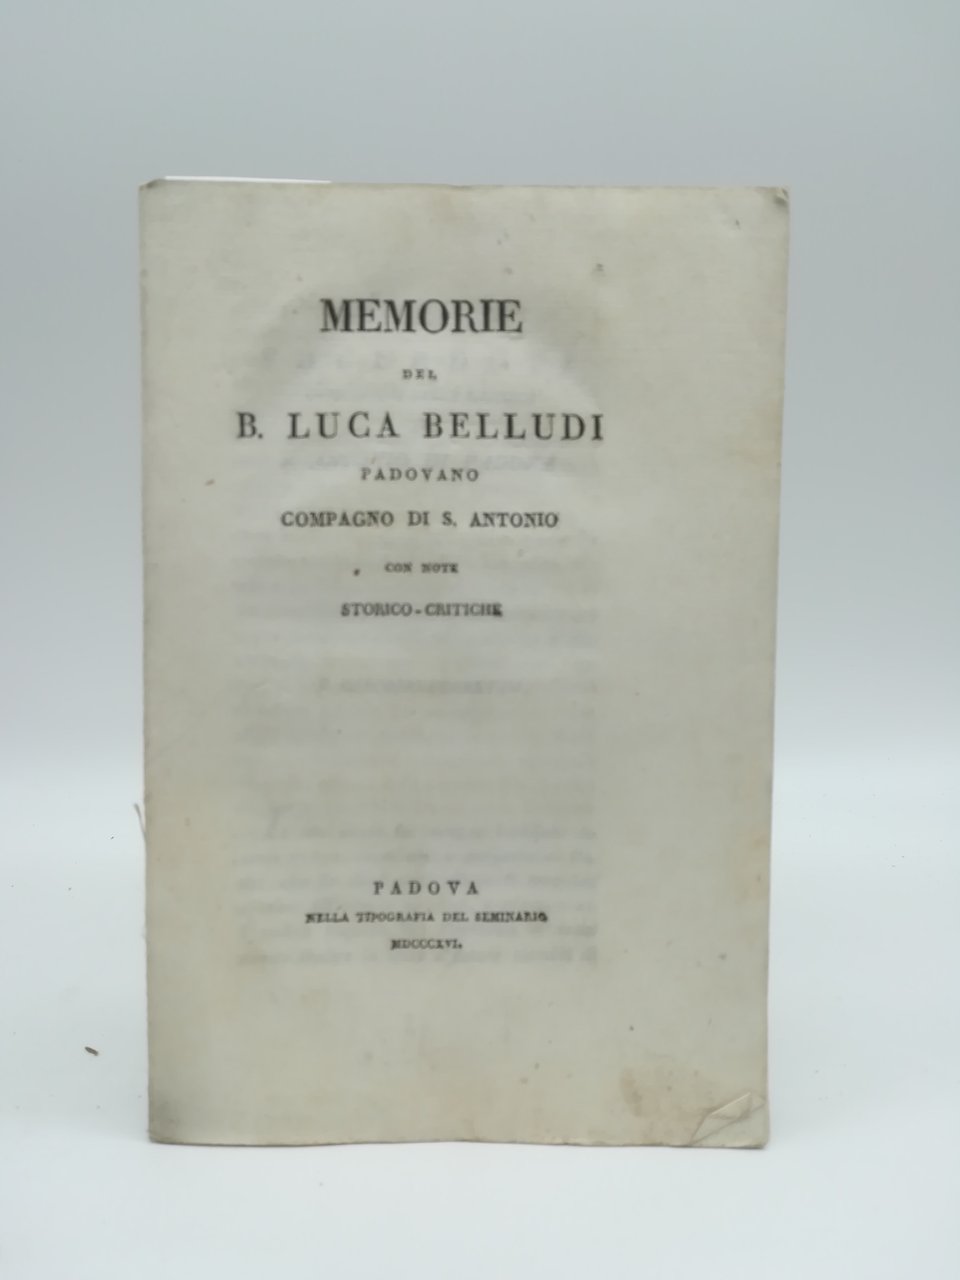 MEMORIE
DEL
B. LUCA BELLUDI
PADOVANO
COMPAGNO DI S. ANTONIO
CON NOTE
STORICO-CRITICHE
PADOVA
NELLA TIPOGRAFIA DEL SEMINARIO
MDCCCXVI.